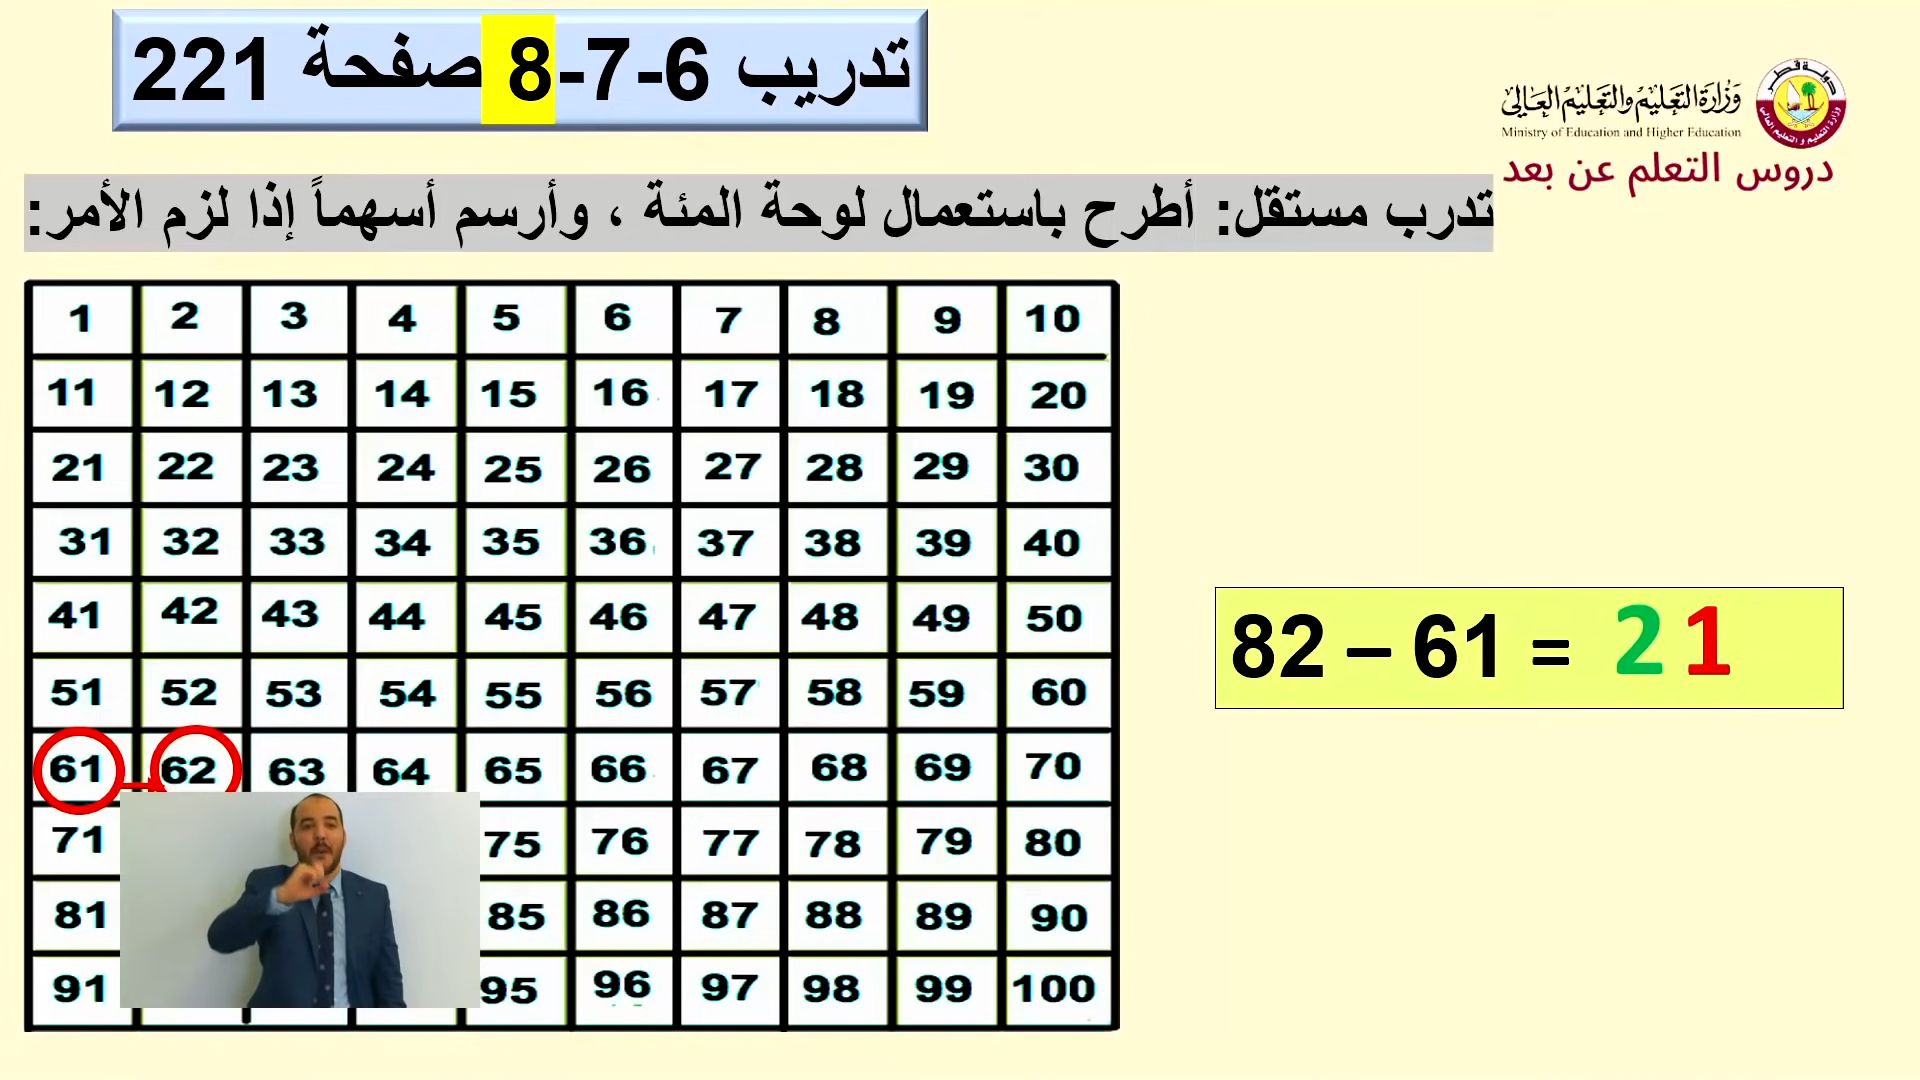 تدريب 6-7-8 صفحة 221
وزارة التعليم والتعليم العالي
Ministry of Education and Higher Education
دروس التعلم عن بعد
تدرب مستقل: أطرح باستعمال لوحة المئة ، وأرسم أسهماً إذا لزم الأمر:
1 2 3 4 5 6 7 8 9 10
11 12 13 14 15 16 17 18 19 20
21 22 23 24 25 26 27 28 29 30
31 32 33 34 35 36 37 38 39 40
41 42 43 44 45 46 47 48 49 50
51 52 53 54 55 56 57 58 59 60
61 62 63 64 65 66 67 68 69 70
71 75 76 77 78 79 80
81 85 86 87 88 89 90
91 95 96 97 98 99 100
82 – 61 = 21